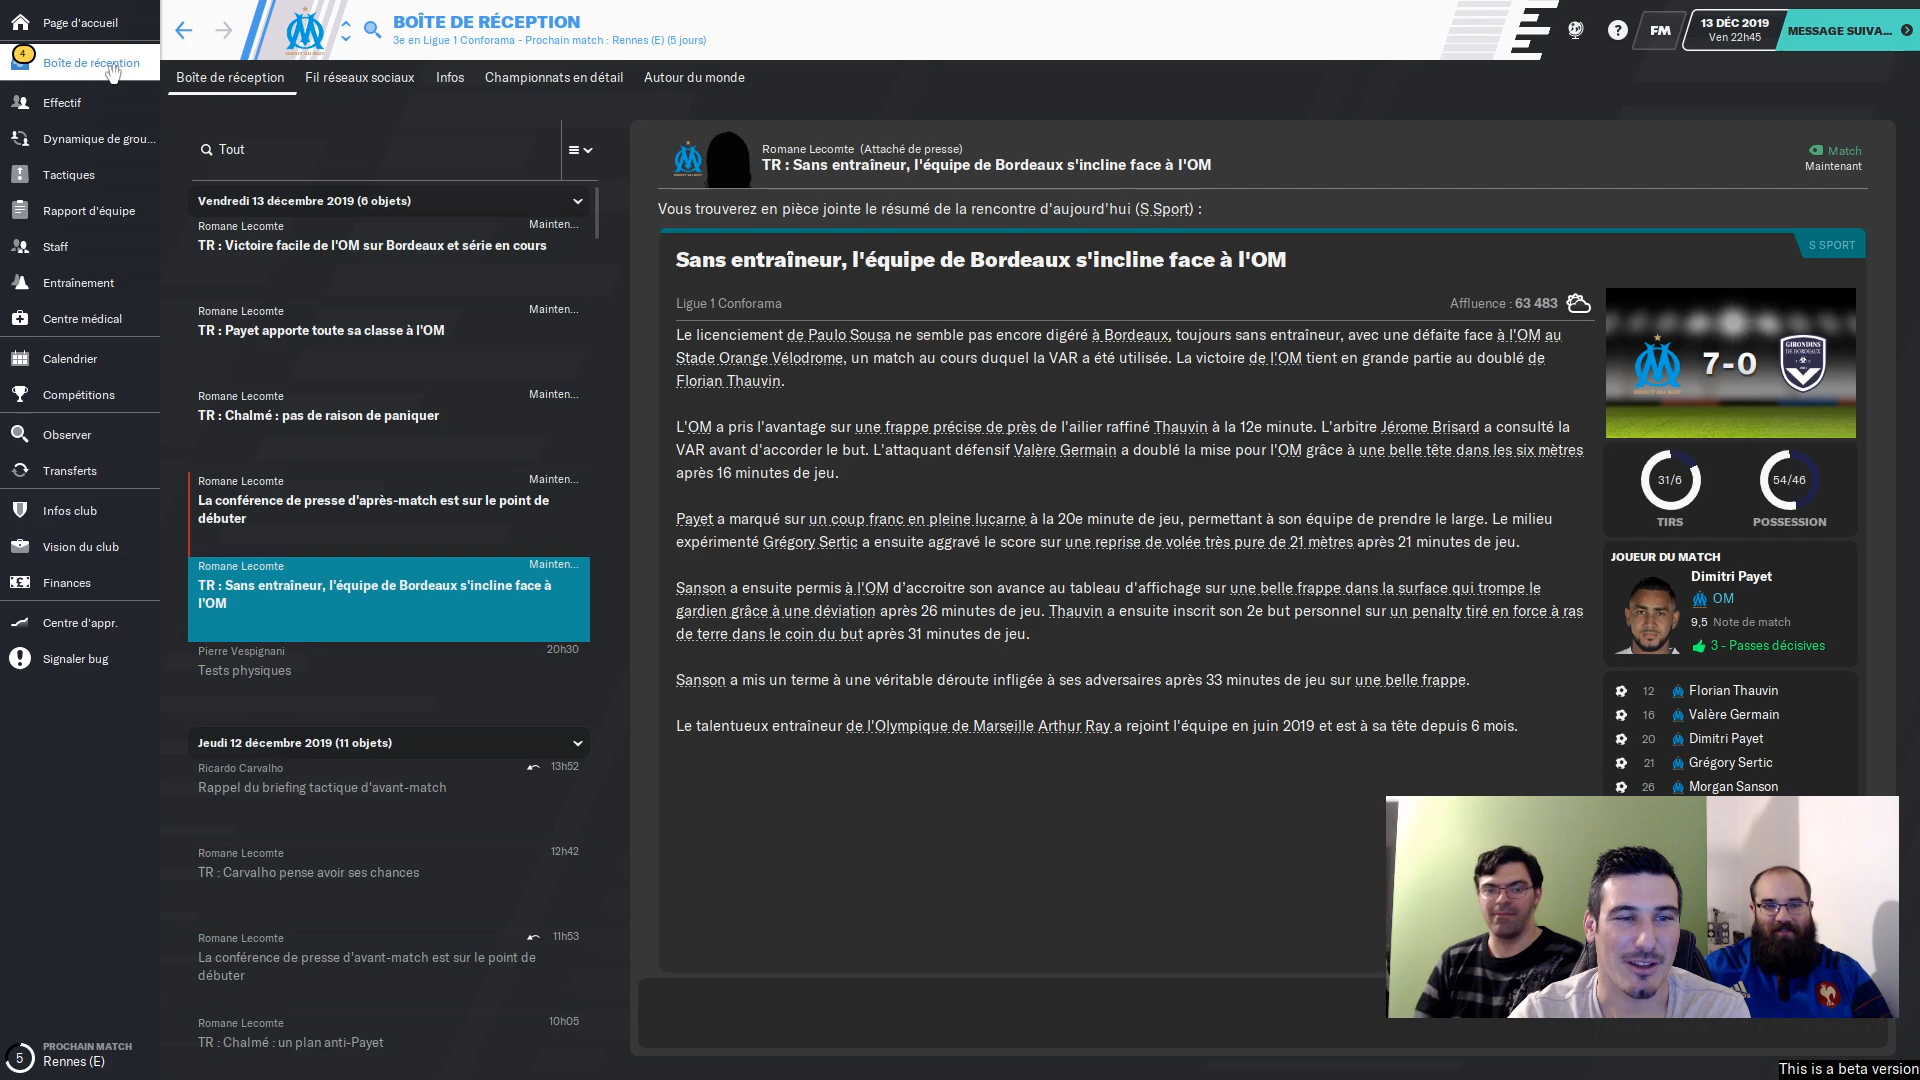 Page d'accueil
4
Boîte de réception
Effectif
Dynamique de grou...
Tactiques
Rapport d'équipe
Staff
Entraînement
Centre médical
Calendrier
Compétitions
Observer
Transferts
Infos club
Vision du club
Finances
Centre d'appr.
Signaler bug
5
PROCHAIN MATCH
Rennes (E)
BOÎTE DE RÉCEPTION
3e en Ligue 1 Conforama - Prochain match : Rennes (E) (5 jours)
?
FM
13 DÉC 2019
Ven 22h45
MESSAGE SUIVA...
Boîte de réception
Fil réseaux sociaux
Infos
Championnats en détail
Autour du monde
Tout
Vendredi 13 décembre 2019 (6 objets)
Romane Lecomte
Mainten...
TR : Victoire facile de l'OM sur Bordeaux et série en cours
Romane Lecomte
Mainten...
TR : Payet apporte toute sa classe à l'OM
Romane Lecomte
Mainten...
TR : Chalmé : pas de raison de paniquer
Romane Lecomte
Mainten...
La conférence de presse d'après-match est sur le point de
débuter
Romane Lecomte
Mainten...
TR : Sans entraîneur, l'équipe de Bordeaux s'incline face à
l'OM
Pierre Vespignani
20h30
Tests physiques
Jeudi 12 décembre 2019 (11 objets)
Ricardo Carvalho
13h52
Rappel du briefing tactique d'avant-match
Romane Lecomte
12h42
TR : Carvalho pense avoir ses chances
Romane Lecomte
11h53
La conférence de presse d'avant-match est sur le point de
débuter
Romane Lecomte
10h05
TR : Chalmé : un plan anti-Payet
Romane Lecomte (Attaché de presse)
TR : Sans entraîneur, l'équipe de Bordeaux s'incline face à l'OM
Match
Maintenant
Vous trouverez en pièce jointe le résumé de la rencontre d'aujourd'hui (S Sport) :
S SPORT
Sans entraîneur, l'équipe de Bordeaux s'incline face à l'OM
Ligue 1 Conforama
Affluence : 63 483
Le licenciement de Paulo Sousa ne semble pas encore digéré à Bordeaux, toujours sans entraîneur, avec une défaite face à l'OM au
Stade Orange Vélodrome, un match au cours duquel la VAR a été utilisée. La victoire de l'OM tient en grande partie au doublé de
Florian Thauvin.
L'OM a pris l'avantage sur une frappe précise de près de l'ailier raffiné Thauvin à la 12e minute. L'arbitre Jérome Brisard a consulté la
VAR avant d'accorder le but. L'attaquant défensif Valère Germain a doublé la mise pour l'OM grâce à une belle tête dans les six mètres
après 16 minutes de jeu.
Payet a marqué sur un coup franc en pleine lucarne à la 20e minute de jeu, permettant à son équipe de prendre le large. Le milieu
expérimenté Grégory Sertic a ensuite aggravé le score sur une reprise de volée très pure de 21 mètres après 21 minutes de jeu.
Sanson a ensuite permis à l'OM d'accroitre son avance au tableau d'affichage sur une belle frappe dans la surface qui trompe le
gardien grâce à une déviation après 26 minutes de jeu. Thauvin a ensuite inscrit son 2e but personnel sur un penalty tiré en force à ras
de terre dans le coin du but après 31 minutes de jeu.
Sanson a mis un terme à une véritable déroute infligée à ses adversaires après 33 minutes de jeu sur une belle frappe.
Le talentueux entraîneur de l'Olympique de Marseille Arthur Ray a rejoint l'équipe en juin 2019 et est à sa tête depuis 6 mois.
7-0
GIRONDINS
DE BORDEAUX
31/6
54/46
TIRS
POSSESSION
JOUEUR DU MATCH
Dimitri Payet
OM
9,5 Note de match
3 - Passes décisives
12 Florian Thauvin
16 Valère Germain
20 Dimitri Payet
21 Grégory Sertic
26 Morgan Sanson
This is a beta version